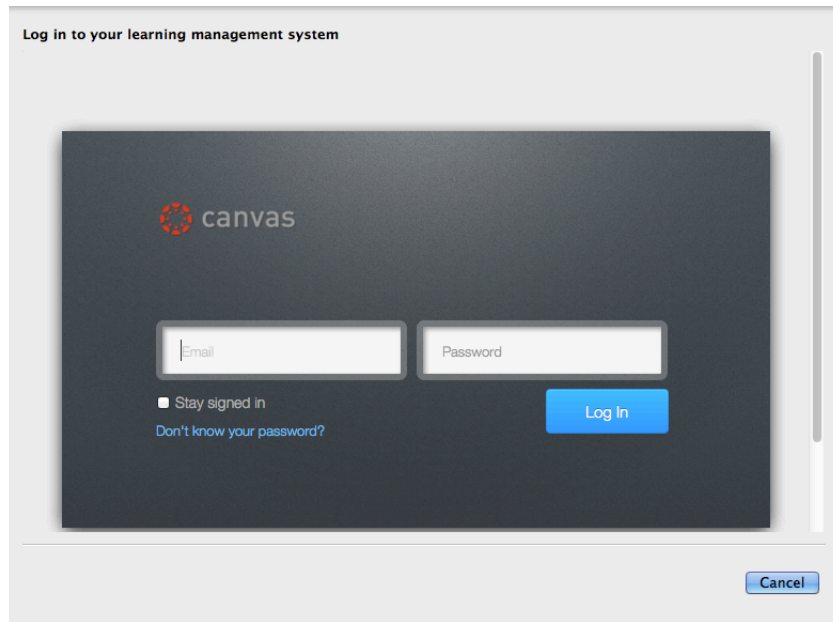 Log in to your learning management system
canvas
Email
Password
Stay signed in
Log In
Don't know your password?
Cancel